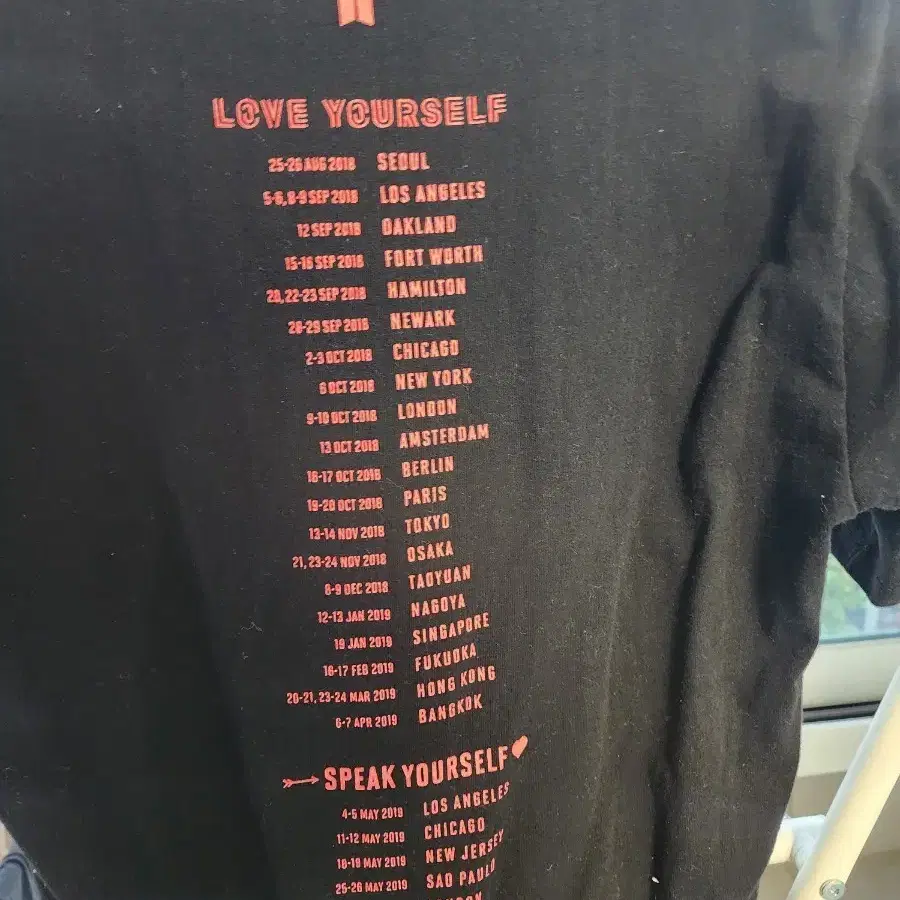 LOVE YOURSELF
25-26 AUG 2018 SEOUL
5-6,8-9 SEP 2018 LOS ANGELES
12 SEP 2018 OAKLAND
15-16 SEP 2018 FORT WORTH
20,22-23 SEP 2018 HAMILTON
28-29 SEP 2018 NEWARK
2-3 OCT 2018 CHICAGO
6 OCT 2018 NEW YORK
9-10 OCT 2018 LONDON
13 OCT 2018 AMSTERDAM
16-17 OCT 2018 BERLIN
19-20 OCT 2018 PARIS
13-14 NOV 2018 TOKYO
21, 23-24 NOV 2018 OSAKA
8-9 DEC 2018 TAOYUAN
12-13 JAN 2019 NAGOYA
19 JAN 2019 SINGAPORE
16-17 FEB 2019 FUKUOKA
20-21, 23-24 MAR 2019 HONG KONG
6-7 APR 2019 BANGKOK
SPEAK YOURSELF
4-5 MAY 2019 LOS ANGELES
11-12 MAY 2019 CHICAGO
18-19 MAY 2019 NEW JERSEY
25-26 MAY 2019 SAO PAULO